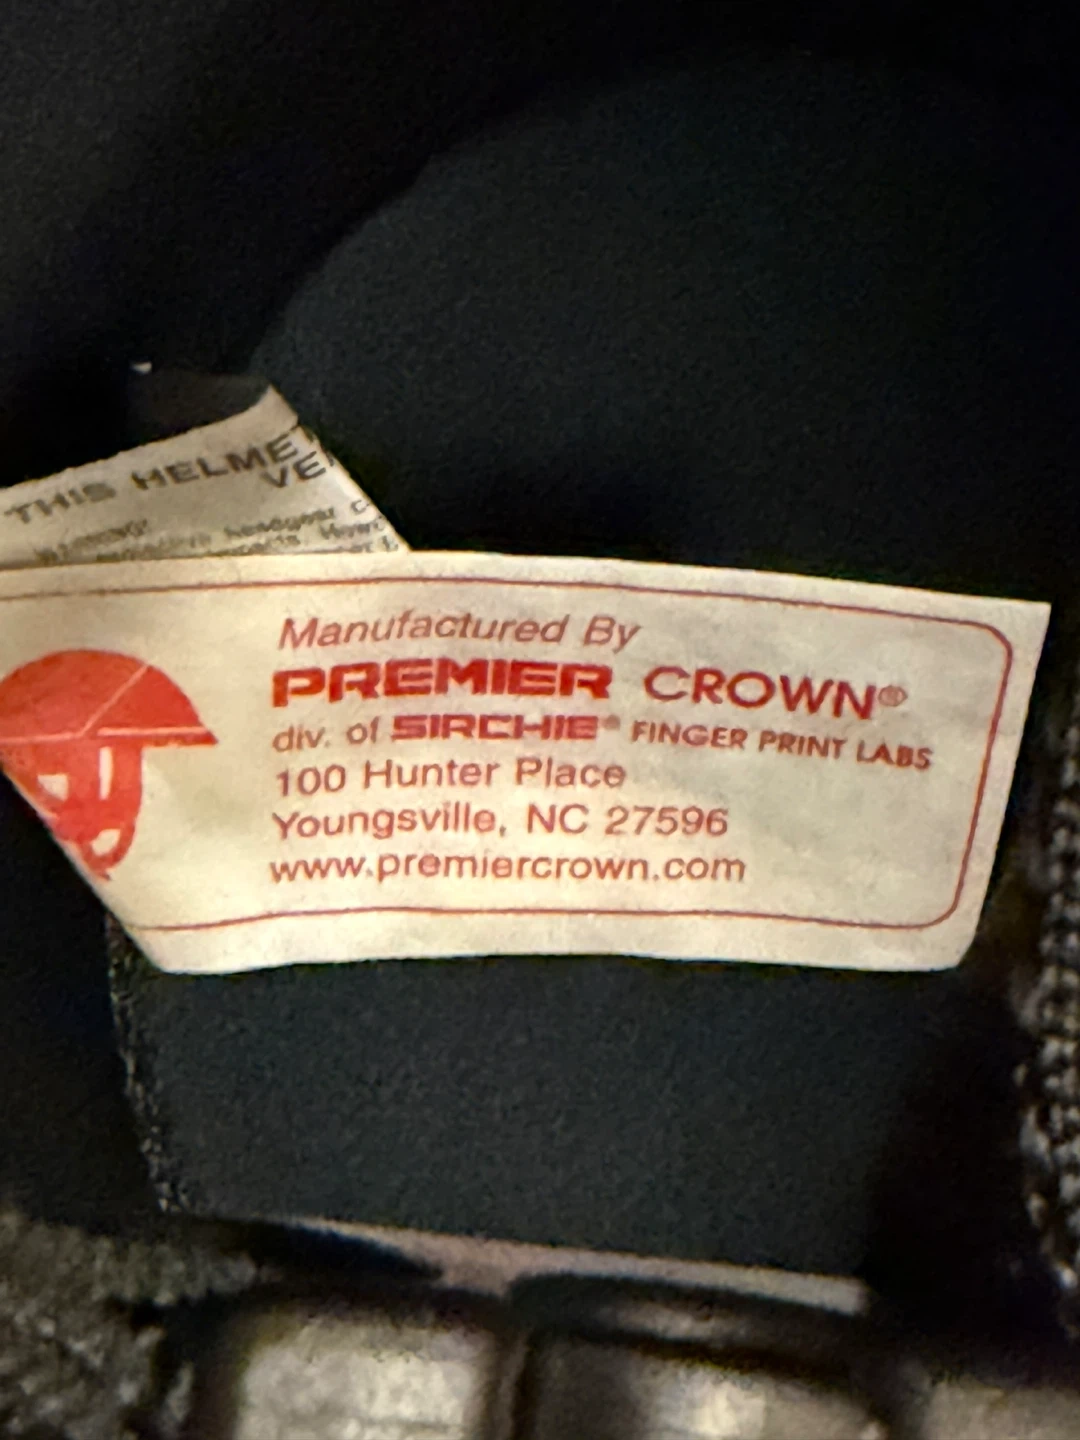 THIS HELME
VE
headgear c
Manufactured By
PREMIER CROWN®
div. of SIRCHIE® FINGER PRINT LABS
100 Hunter Place
Youngsville, NC 27596
www.premiercrown.com